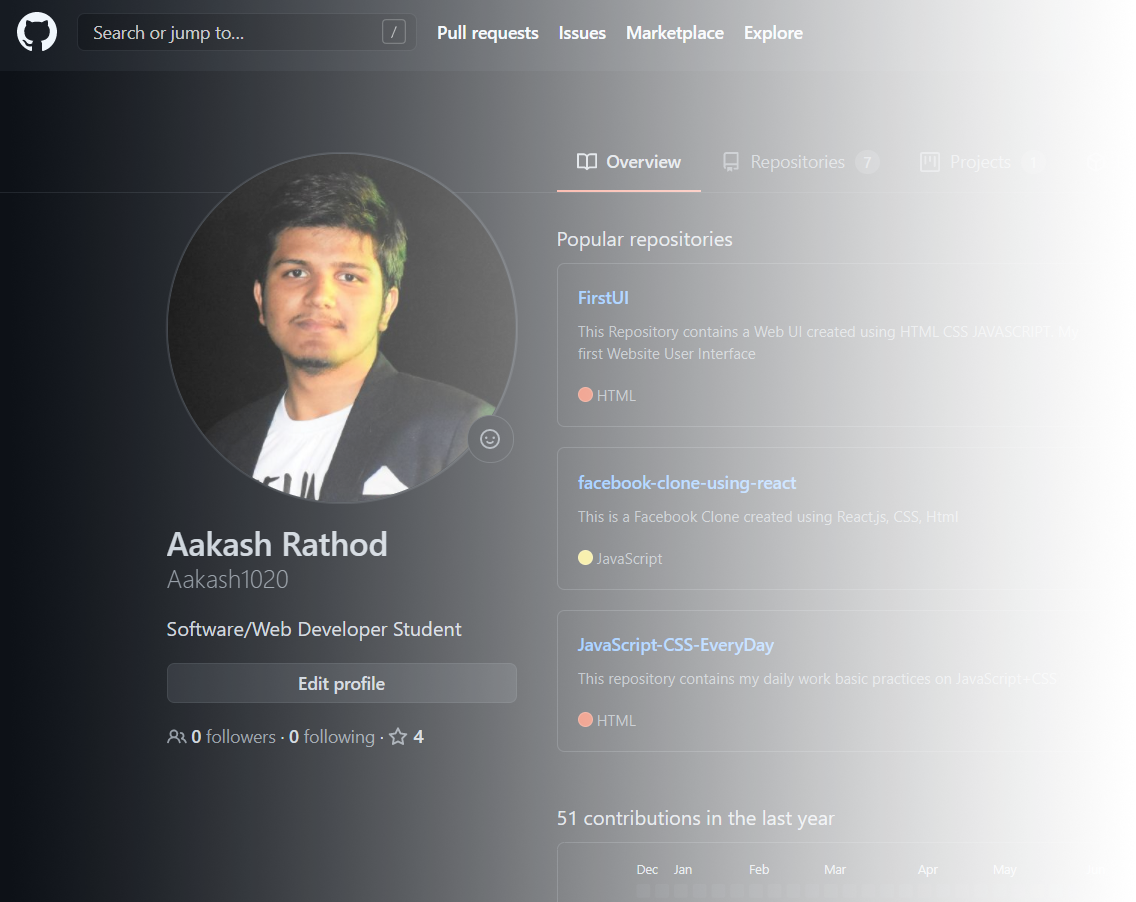 Search or jump to... /
Pull requests Issues Marketplace Explore
Overview Repositories 7 Projects 1
Aakash Rathod
Aakash1020
Software/Web Developer Student
Edit profile
0 followers · 0 following · 4
Popular repositories
FirstUI
This Repository contains a Web UI created using HTML CSS JAVASCRIPT.
first Website User Interface
HTML
facebook-clone-using-react
This is a Facebook Clone created using React.js, CSS, Html
JavaScript
JavaScript-CSS-EveryDay
This repository contains my daily work basic practices on JavaScript+CSS
HTML
51 contributions in the last year
Dec Jan Feb Mar Apr May